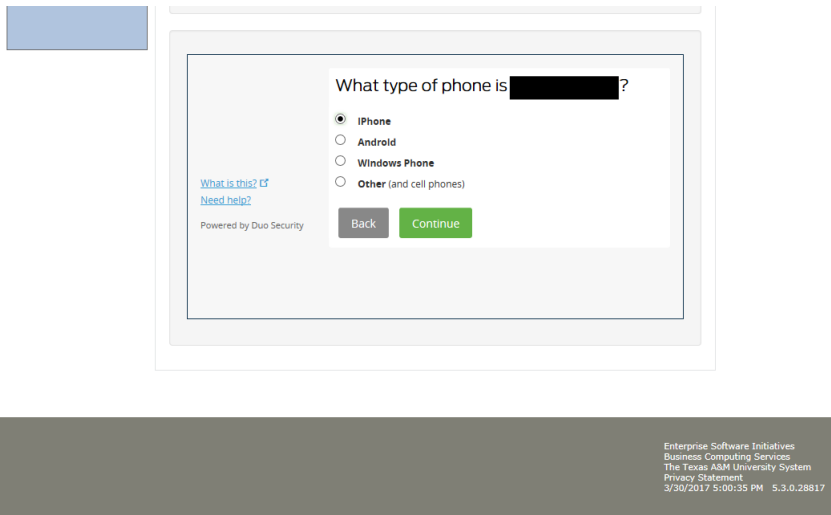 What type of phone is ?
iPhone
Android
Windows Phone
Other (and cell phones)
What is this?
Need help?
Powered by Duo Security
Back
Continue
Enterprise Software Initiatives
Business Computing Services
The Texas A&M University System
Privacy Statement
3/30/2017 5:00:35 PM 5.3.0.28817